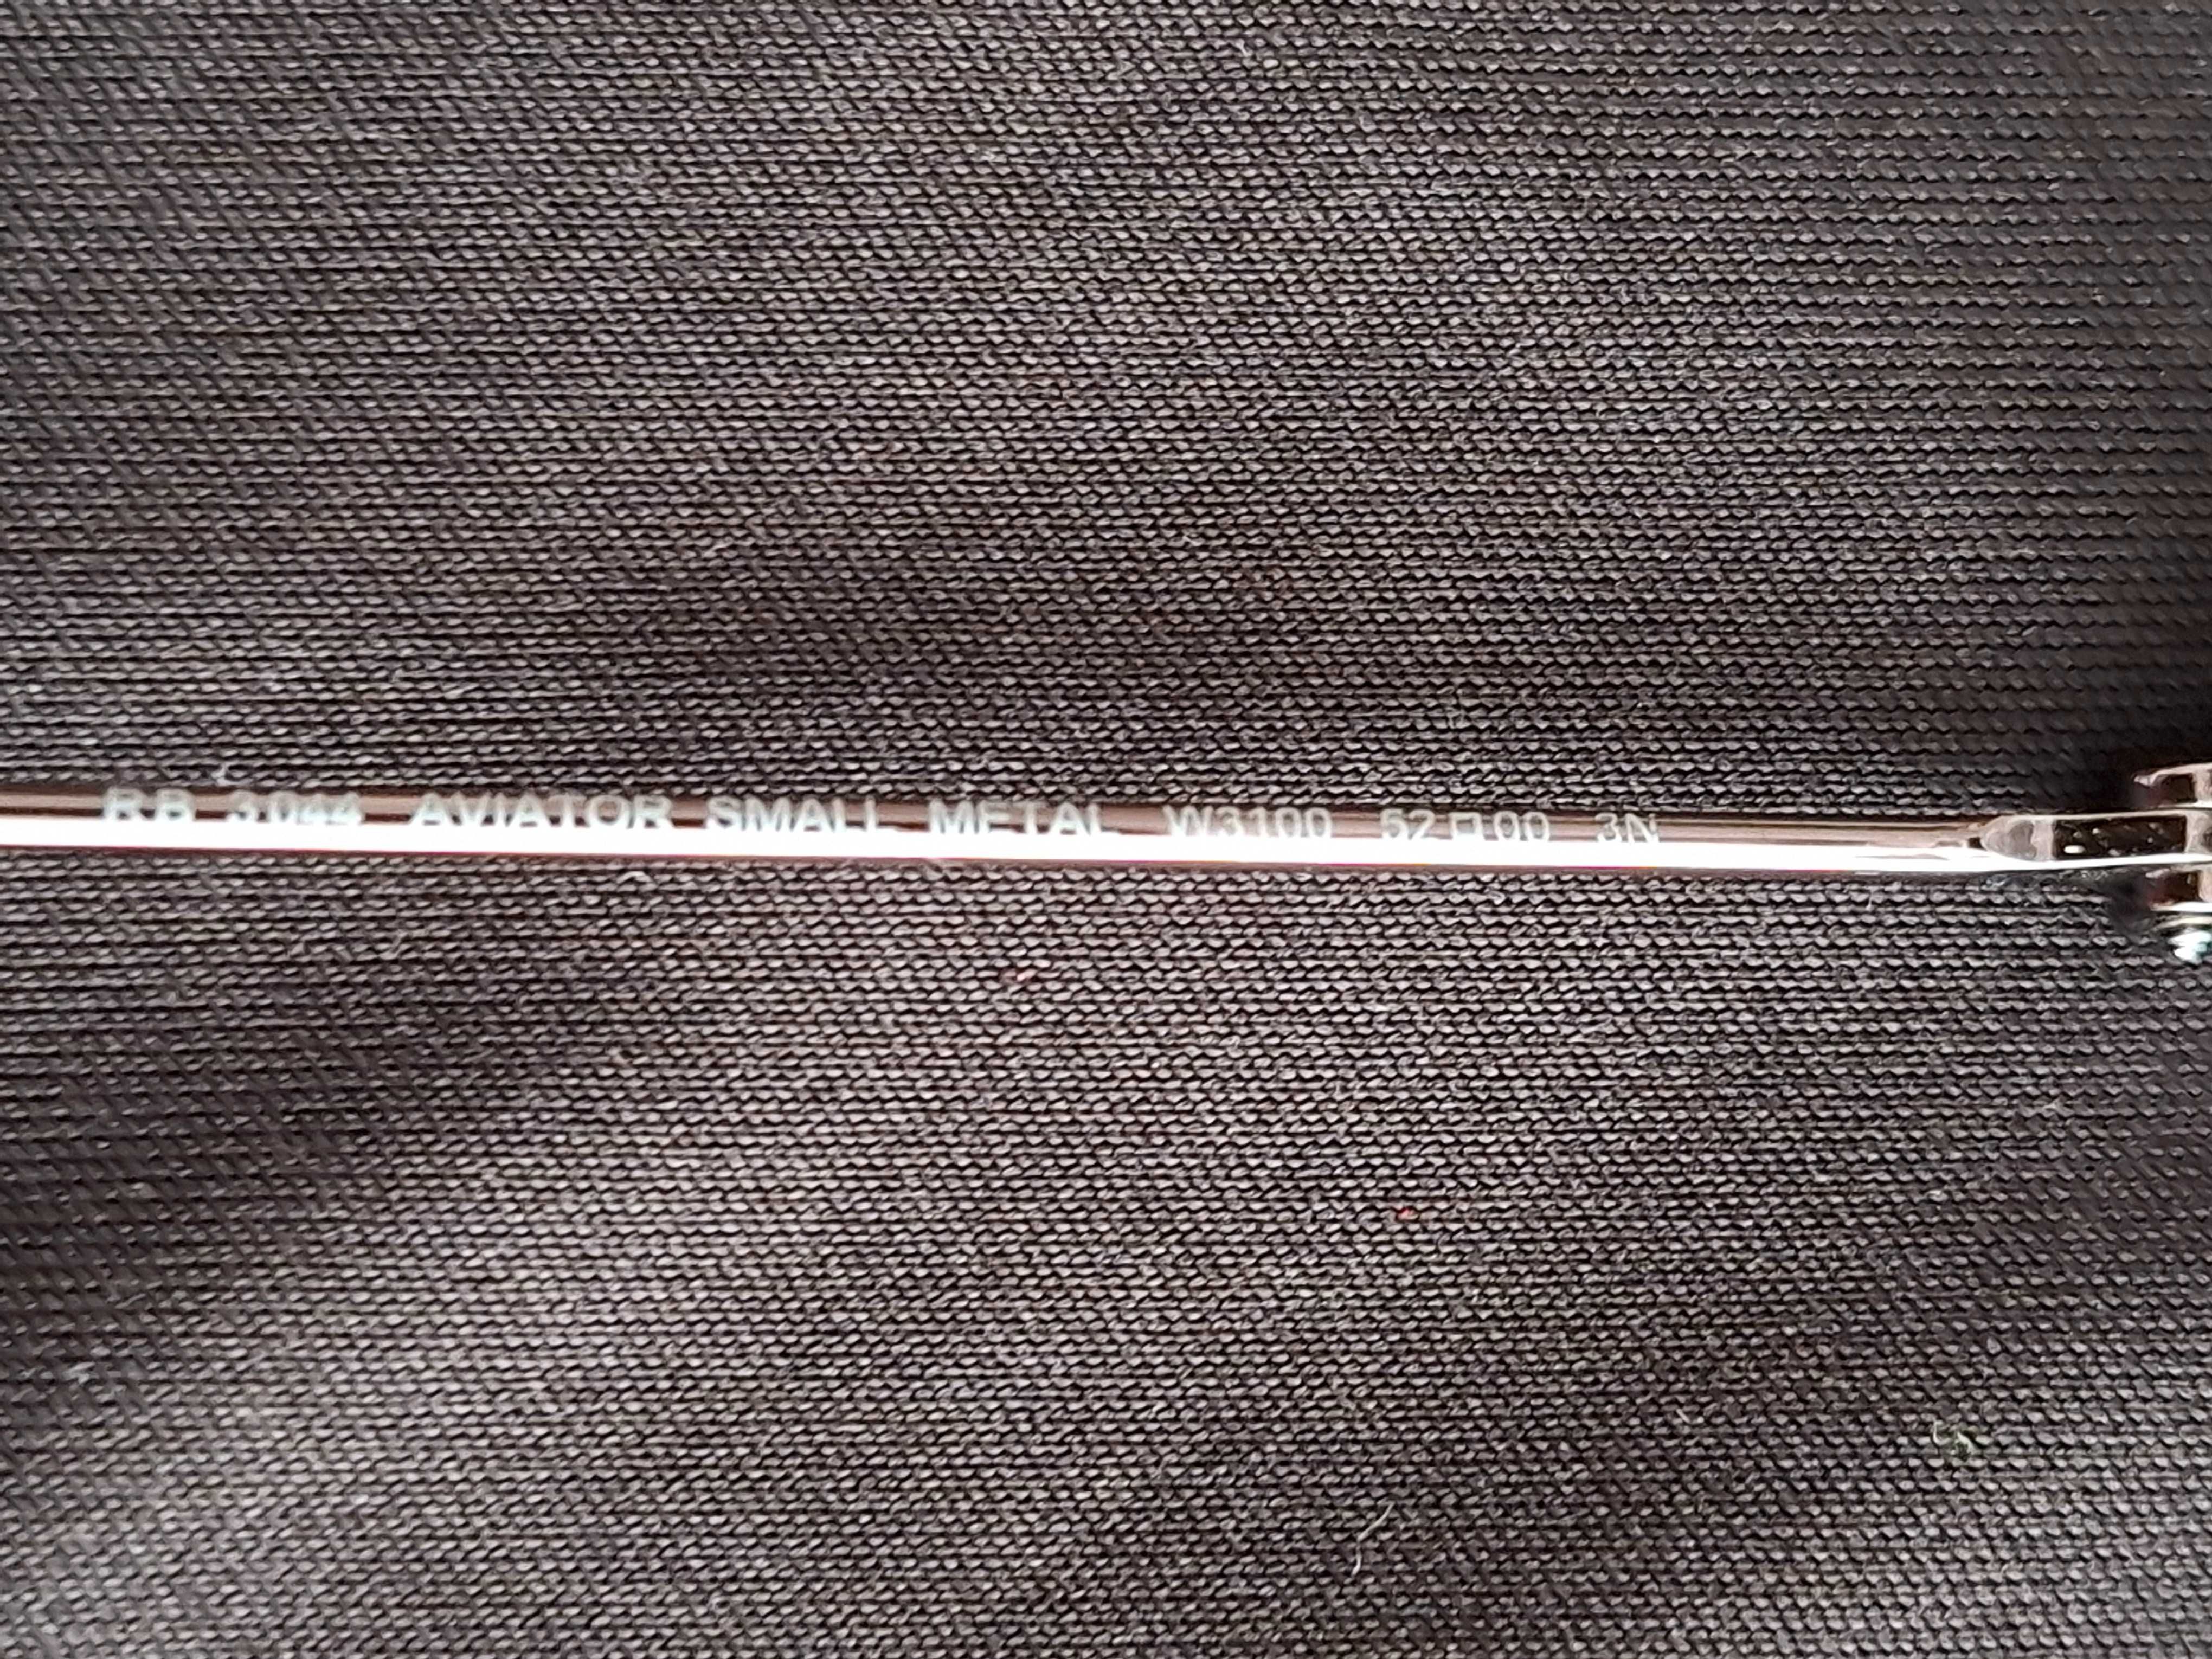 RB 3044 AVIATOR SMALL METAL W3100 52□00 3N